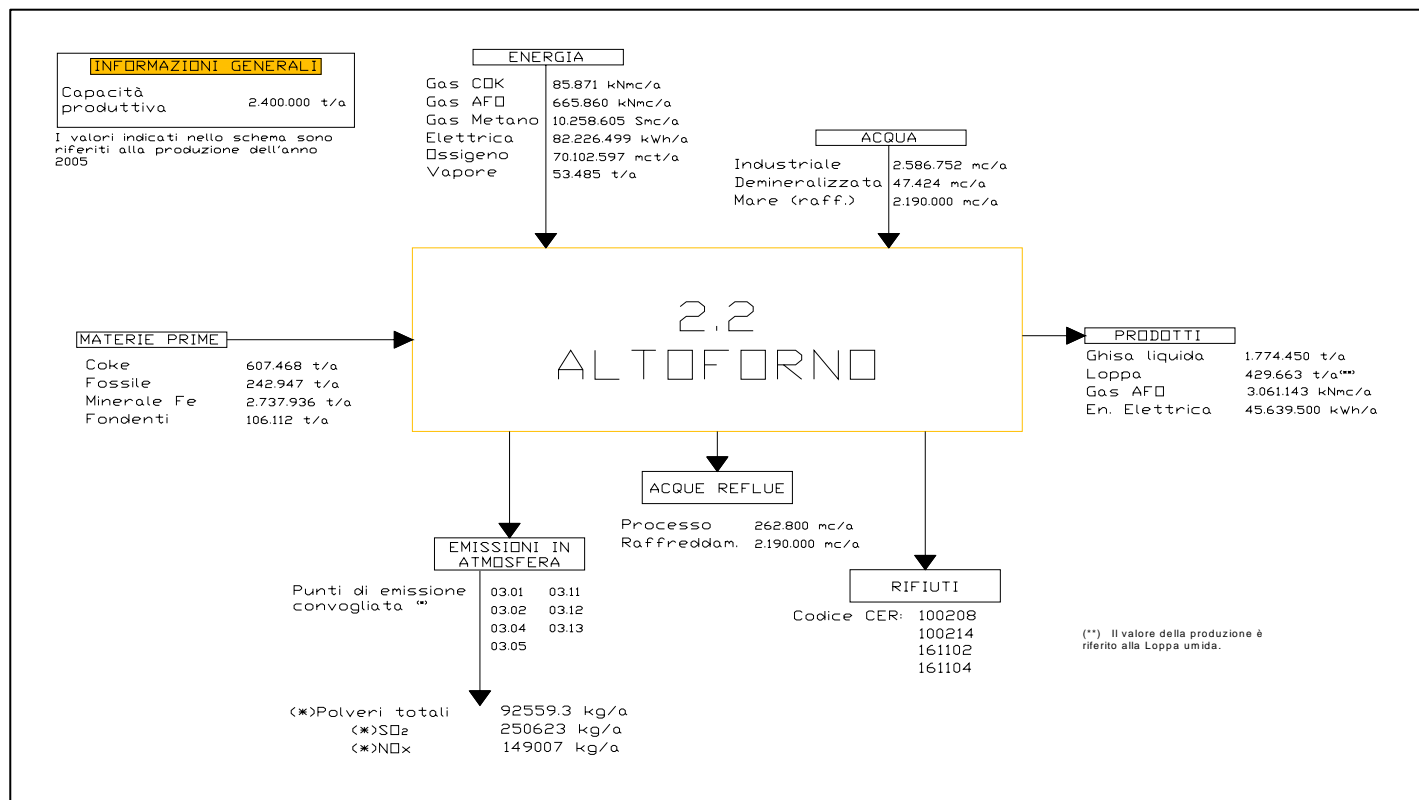 INFORMAZIONI GENERALI
Capacità
produttiva 2.400.000 t/a
I valori indicati nello schema sono
riferiti alla produzione dell'anno
2005
ENERGIA
Gas COK 85.871 kNmc/a
Gas AFO 665.860 kNmc/a
Gas Metano 10.258.605 Smc/a
Elettrica 82.226.499 kWh/a
Ossigeno 70.102.597 mct/a
Vapore 53.485 t/a
ACQUA
Industriale 2.586.752 mc/a
Demineralizzata 47.424 mc/a
Mare (raff.) 2.190.000 mc/a
2.2
ALTOFORNO
MATERIE PRIME
Coke 607.468 t/a
Fossile 242.947 t/a
Minerale Fe 2.737.936 t/a
Fondenti 106.112 t/a
PRODOTTI
Ghisa liquida 1.774.450 t/a
Loppa 429.663 t/a(**)
Gas AFO 3.061.143 kNmc/a
En. Elettrica 45.639.500 kWh/a
ACQUE REFLUE
Processo 262.800 mc/a
Raffreddam. 2.190.000 mc/a
EMISSIONI IN
ATMOSFERA
Punti di emissione
convogliata (*)
03.01 03.11
03.02 03.12
03.04 03.13
03.05
(*)Polveri totali 92559.3 kg/a
(*)SO2 250623 kg/a
(*)NOx 149007 kg/a
RIFIUTI
Codice CER: 100208
100214
161102
161104
(**) Il valore della produzione è
riferito alla Loppa umida.